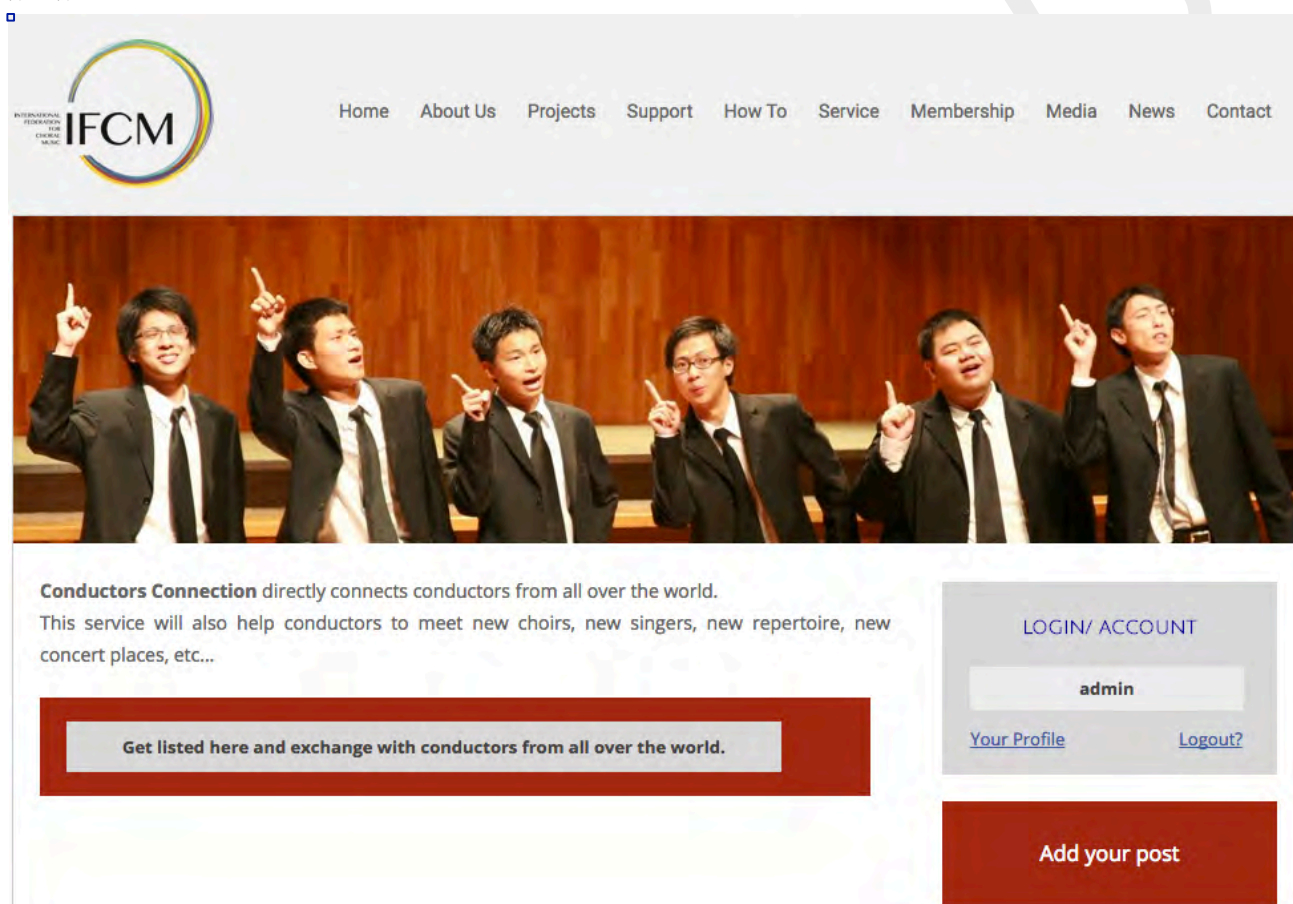 INTERNATIONAL
FEDERATION
FOR
CHORAL
MUSIC
IFCM
Home About Us Projects Support How To Service Membership Media News Contact
Conductors Connection directly connects conductors from all over the world.
This service will also help conductors to meet new choirs, new singers, new repertoire, new
concert places, etc...
Get listed here and exchange with conductors from all over the world.
LOGIN/ ACCOUNT
admin
Your Profile Logout?
Add your post